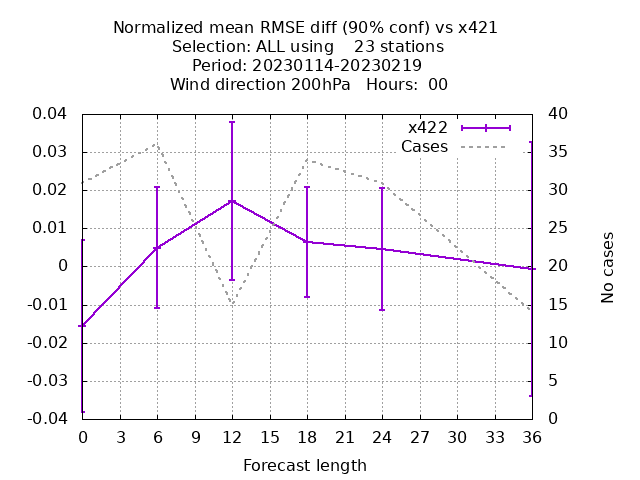 Normalized mean RMSE diff (90% conf) vs x421
Selection: ALL using    23 stations
Period: 20230114-20230219
Wind direction 200hPa   Hours:  00
x422
Cases
0.04
0.03
0.02
0.01
0
-0.01
-0.02
-0.03
-0.04
40
35
30
25
20
15
10
5
0
No cases
0 3 6 9 12 15 18 21 24 27 30 33 36
Forecast length